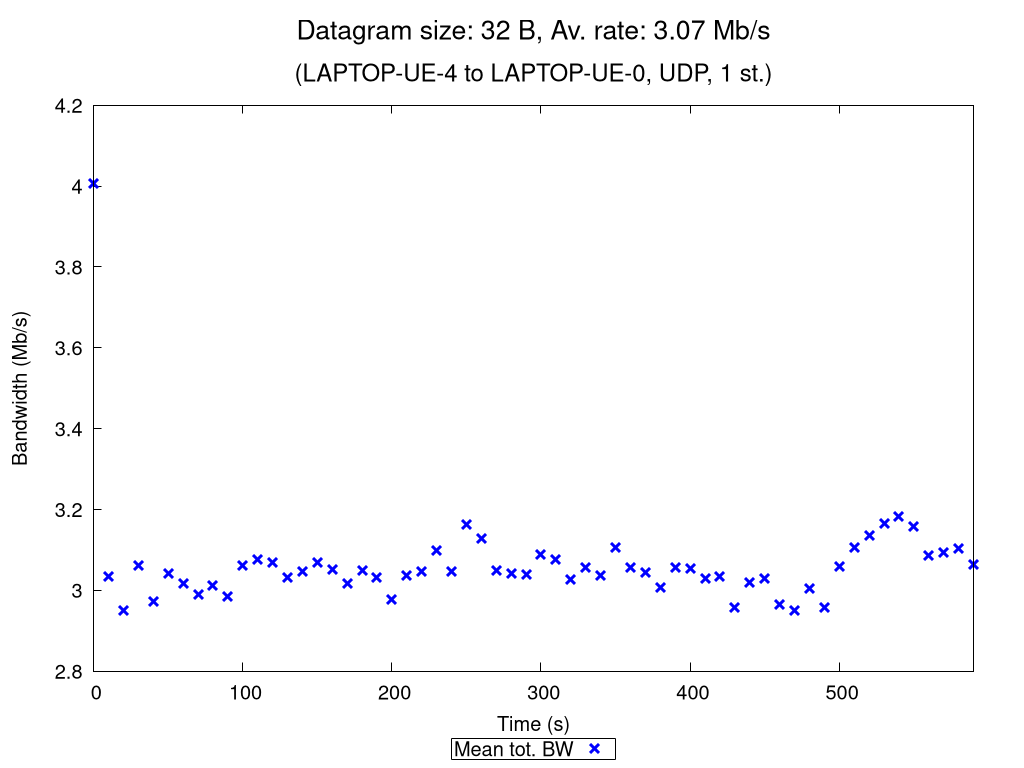 Datagram size: 32 B, Av. rate: 3.07 Mb/s
(LAPTOP-UE-4 to LAPTOP-UE-0, UDP, 1 st.)
4.2
4
3.8
3.6
3.4
3.2
3
2.8
Bandwidth (Mb/s)
0 100 200 300 400 500
Time (s)
Mean tot. BW